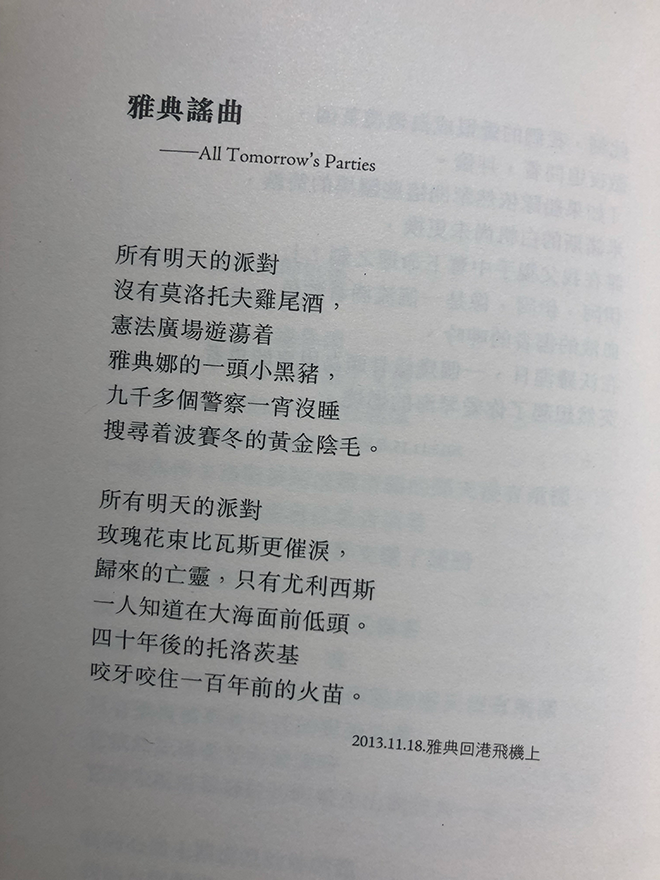 雅典謠曲
——All Tomorrow's Parties
所有明天的派對
沒有莫洛托夫雞尾酒，
憲法廣場遊蕩着
雅典娜的一頭小黑豬，
九千多個警察一宵沒睡
搜尋着波賽冬的黃金陰毛。
所有明天的派對
玫瑰花束比瓦斯更催淚，
歸來的亡靈，只有尤利西斯
一人知道在大海面前低頭。
四十年後的托洛茨基
咬牙咬住一百年前的火苗。
2013.11.18.雅典回港飛機上